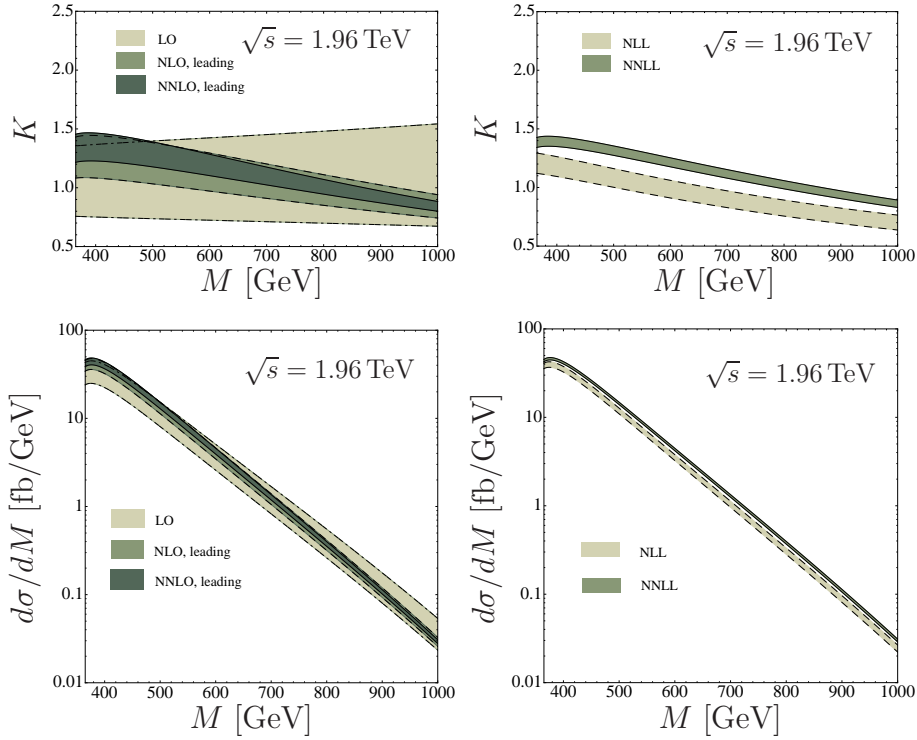 2.5
2.0
1.5
1.0
0.5
K
LO
NLO, leading
NNLO, leading
√s = 1.96 TeV
400 500 600 700 800 900 1000
M [GeV]
2.5
2.0
1.5
1.0
0.5
K
NLL
NNLL
√s = 1.96 TeV
400 500 600 700 800 900 1000
M [GeV]
100
10
1
0.1
0.01
dσ/dM [fb/GeV]
√s = 1.96 TeV
LO
NLO, leading
NNLO, leading
400 500 600 700 800 900 1000
M [GeV]
100
10
1
0.1
0.01
dσ/dM [fb/GeV]
√s = 1.96 TeV
NLL
NNLL
400 500 600 700 800 900 1000
M [GeV]